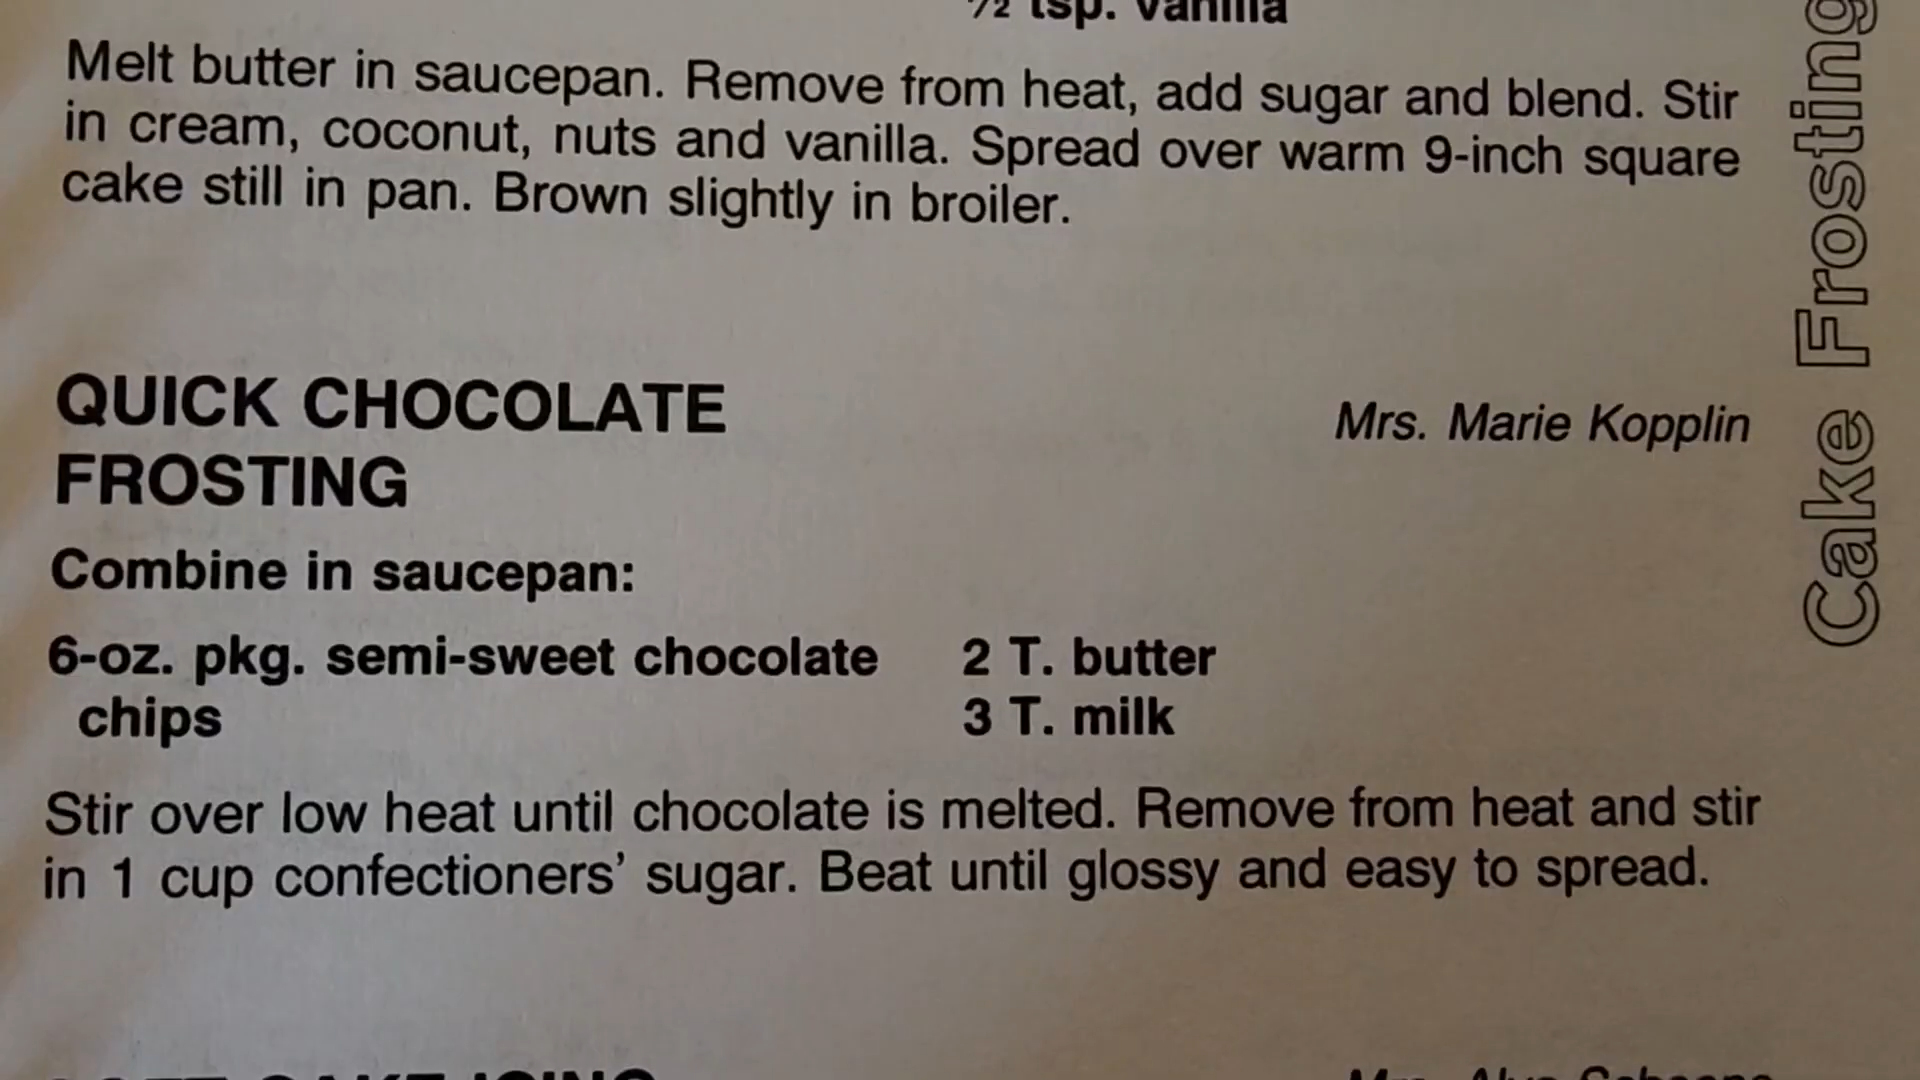 ½ tsp. vanilla
Melt butter in saucepan. Remove from heat, add sugar and blend. Stir
in cream, coconut, nuts and vanilla. Spread over warm 9-inch square
cake still in pan. Brown slightly in broiler.
QUICK CHOCOLATE
FROSTING
Mrs. Marie Kopplin
Combine in saucepan:
6-oz. pkg. semi-sweet chocolate
chips
2 T. butter
3 T. milk
Stir over low heat until chocolate is melted. Remove from heat and stir
in 1 cup confectioners’ sugar. Beat until glossy and easy to spread.
CAKE ICING
Mrs.
Cake Frosting